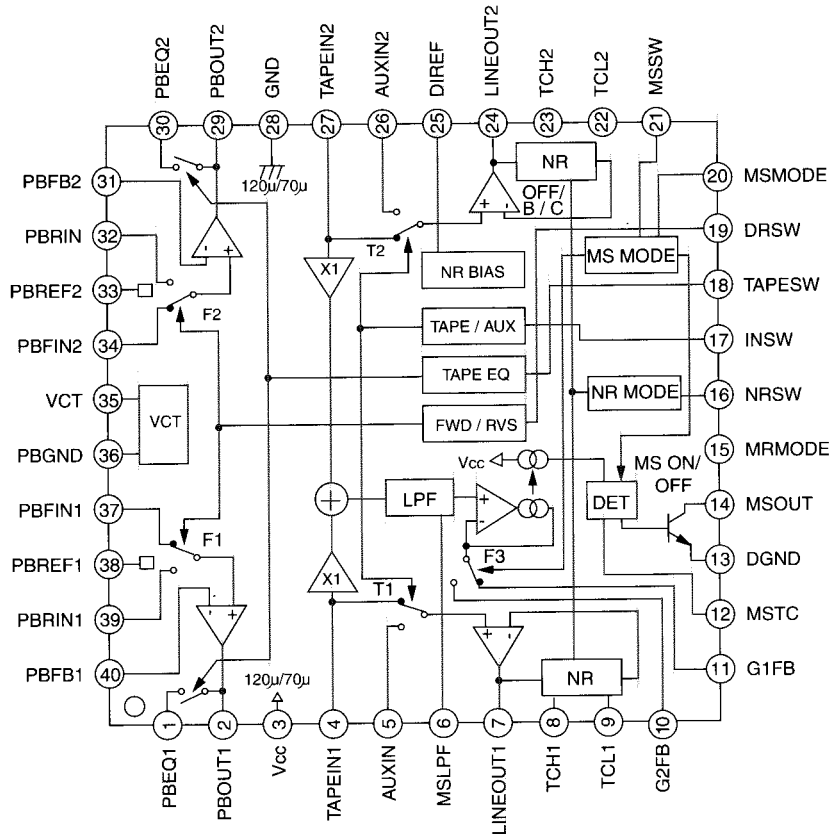 PBEQ2
PBOUT2
GND
TAPEIN2
AUXIN2
DIREF
LINEOUT2
TCH2
TCL2
MSSW
30
29
28
27
26
25
24
23
22
21
PBFB2 31
PBRIN 32
PBREF2 33
PBFIN2 34
VCT 35
PBGND 36
PBFIN1 37
PBREF1 38
PBRIN1 39
PBFB1 40
20 MSMODE
19 DRSW
18 TAPESW
17 INSW
16 NRSW
15 MRMODE
14 MSOUT
13 DGND
12 MSTC
11 G1FB
120µ/70µ
NR
OFF/
B / C
+ -
- +
T2
X1
F2
NR BIAS
MS MODE
TAPE / AUX
TAPE EQ
NR MODE
FWD / RVS
VCT
Vcc
MS ON/
OFF
LPF
+
-
DET
F1
F3
X1
T1
- +
+ -
120µ/70µ
NR
1
2
3
4
5
6
7
8
9
10
PBEQ1
PBOUT1
Vcc
TAPEIN1
AUXIN
MSLPF
LINEOUT1
TCH1
TCL1
G2FB